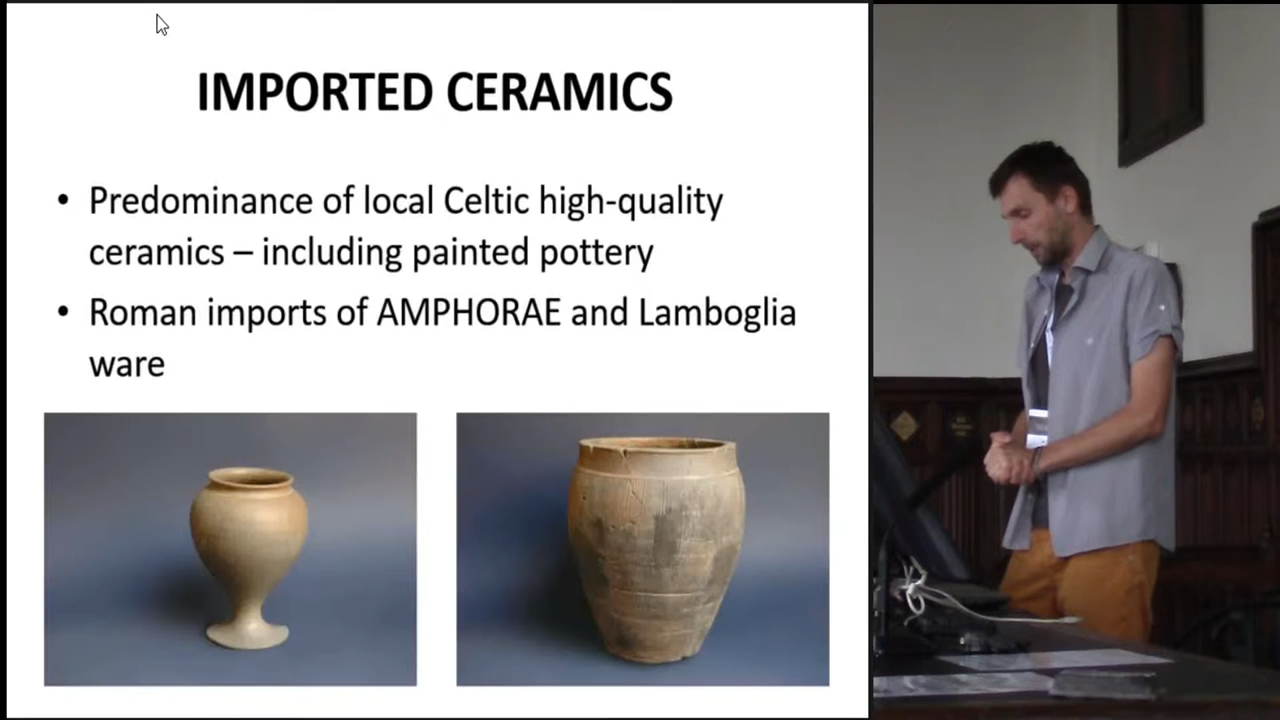 IMPORTED CERAMICS
• Predominance of local Celtic high-quality
ceramics – including painted pottery
• Roman imports of AMPHORAE and Lamboglia
ware